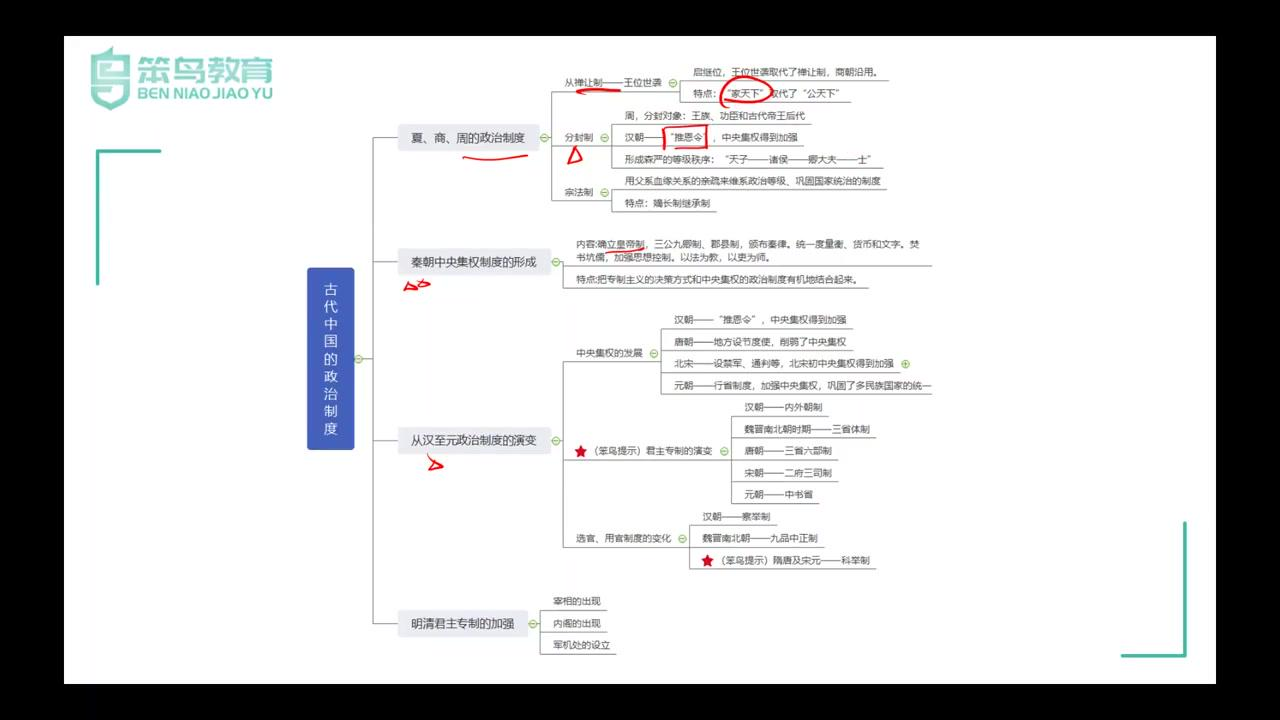 笨鸟教育
BEN NIAO JIAO YU
古代中国的政治制度
夏、商、周的政治制度
从禅让制——王位世袭
启继位，王位世袭取代了禅让制，商朝沿用。
特点：“家天下”取代了“公天下”
分封制
周，分封对象：王族、功臣和古代帝王后代
汉朝——“推恩令”，中央集权得到加强
形成森严的等级秩序：“天子——诸侯——卿大夫——士”
宗法制
用父系血缘关系的亲疏来维系政治等级、巩固国家统治的制度
特点：嫡长制继承制
秦朝中央集权制度的形成
内容:确立皇帝制，三公九卿制、郡县制，颁布秦律。统一度量衡、货币和文字。焚
书坑儒，加强思想控制。以法为教，以吏为师。
特点:把专制主义的决策方式和中央集权的政治制度有机地结合起来。
从汉至元政治制度的演变
中央集权的发展
汉朝——“推恩令”，中央集权得到加强
唐朝——地方设节度使，削弱了中央集权
北宋——设禁军、通判等，北宋初中央集权得到加强
元朝——行省制度，加强中央集权，巩固了多民族国家的统一
（笨鸟提示）君主专制的演变
汉朝——内外朝制
魏晋南北朝时期——三省体制
唐朝——三省六部制
宋朝——二府三司制
元朝——中书省
选官、用官制度的变化
汉朝——察举制
魏晋南北朝——九品中正制
（笨鸟提示）隋唐及宋元——科举制
明清君主专制的加强
宰相的出现
内阁的出现
军机处的设立